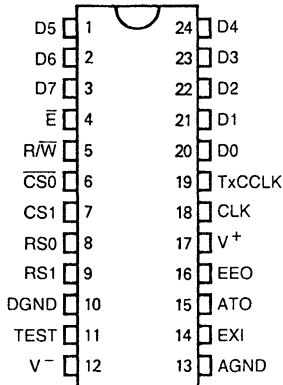 D5 1 24 D4
D6 2 23 D3
D7 3 22 D2
E̅ 4 21 D1
R/W̅ 5 20 D0
C̅S̅0̅ 6 19 TxCCLK
CS1 7 18 CLK
RS0 8 17 V+
RS1 9 16 EEO
DGND 10 15 ATO
TEST 11 14 EXI
V− 12 13 AGND